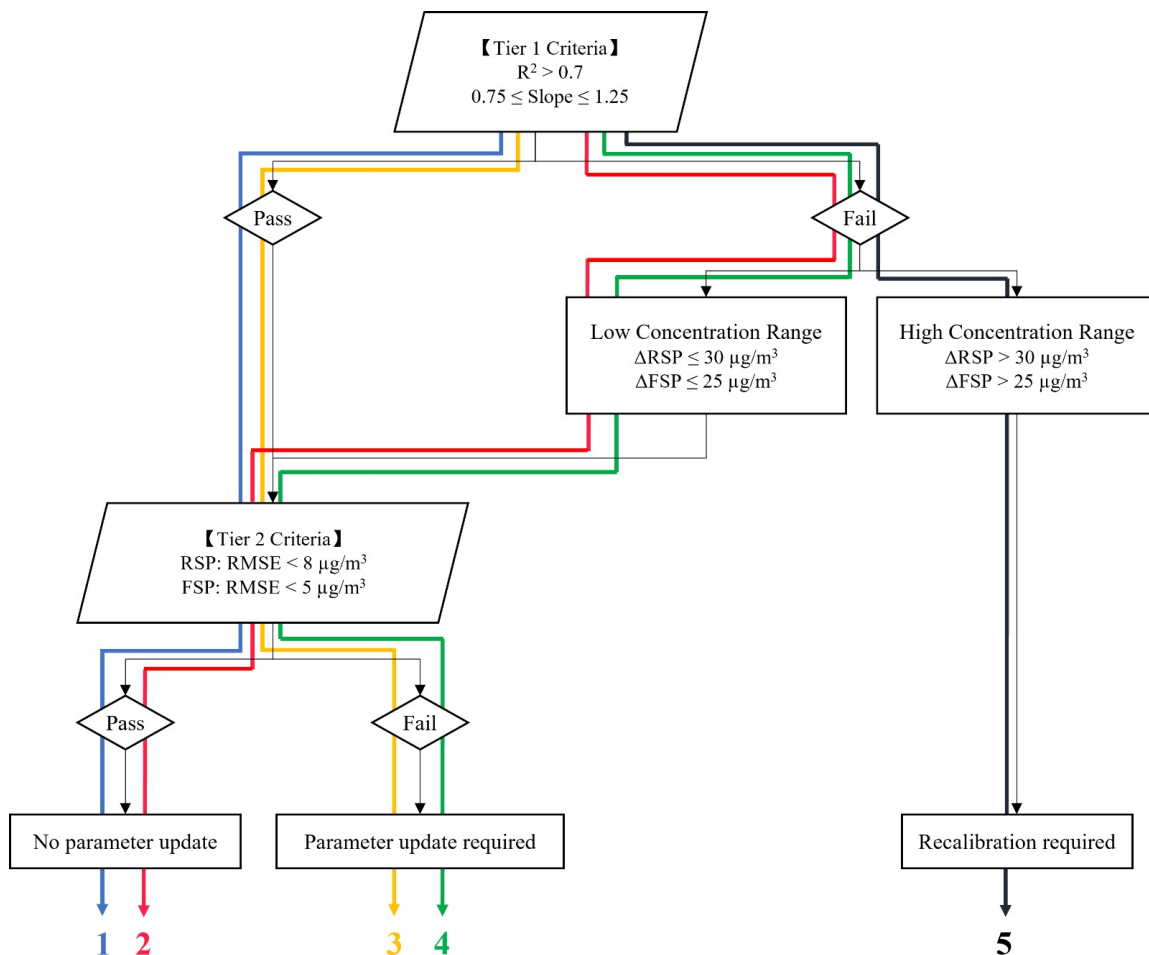 【Tier 1 Criteria】
R² > 0.7
0.75 ≤ Slope ≤ 1.25
Pass
Fail
Low Concentration Range
ΔRSP ≤ 30 µg/m³
ΔFSP ≤ 25 µg/m³
High Concentration Range
ΔRSP > 30 µg/m³
ΔFSP > 25 µg/m³
【Tier 2 Criteria】
RSP: RMSE < 8 µg/m³
FSP: RMSE < 5 µg/m³
Pass
Fail
No parameter update
Parameter update required
Recalibration required
1
2
3
4
5